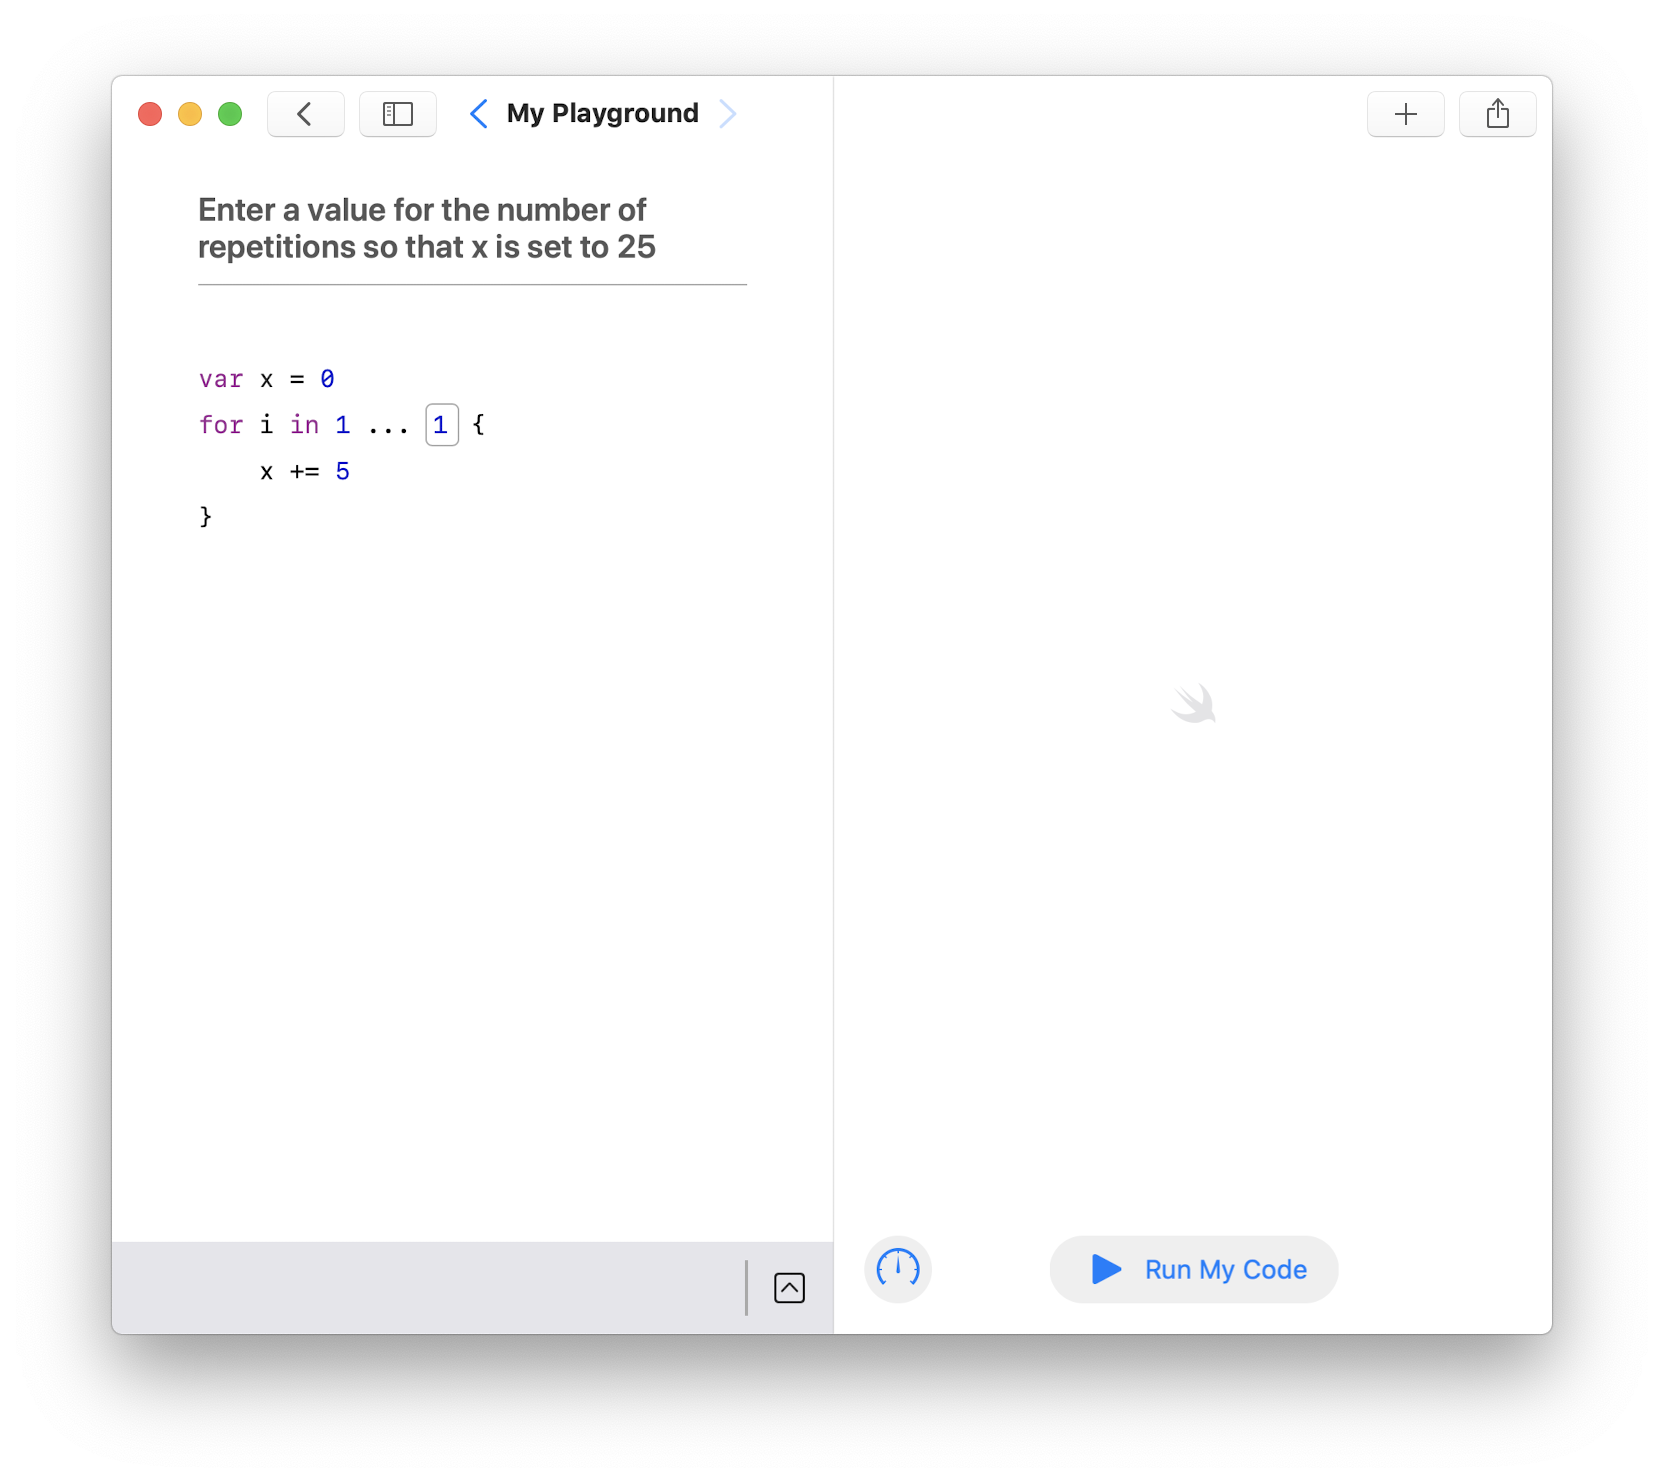 My Playground
Enter a value for the number of
repetitions so that x is set to 25
var x = 0
for i in 1 ... 1 {
    x += 5
}
Run My Code